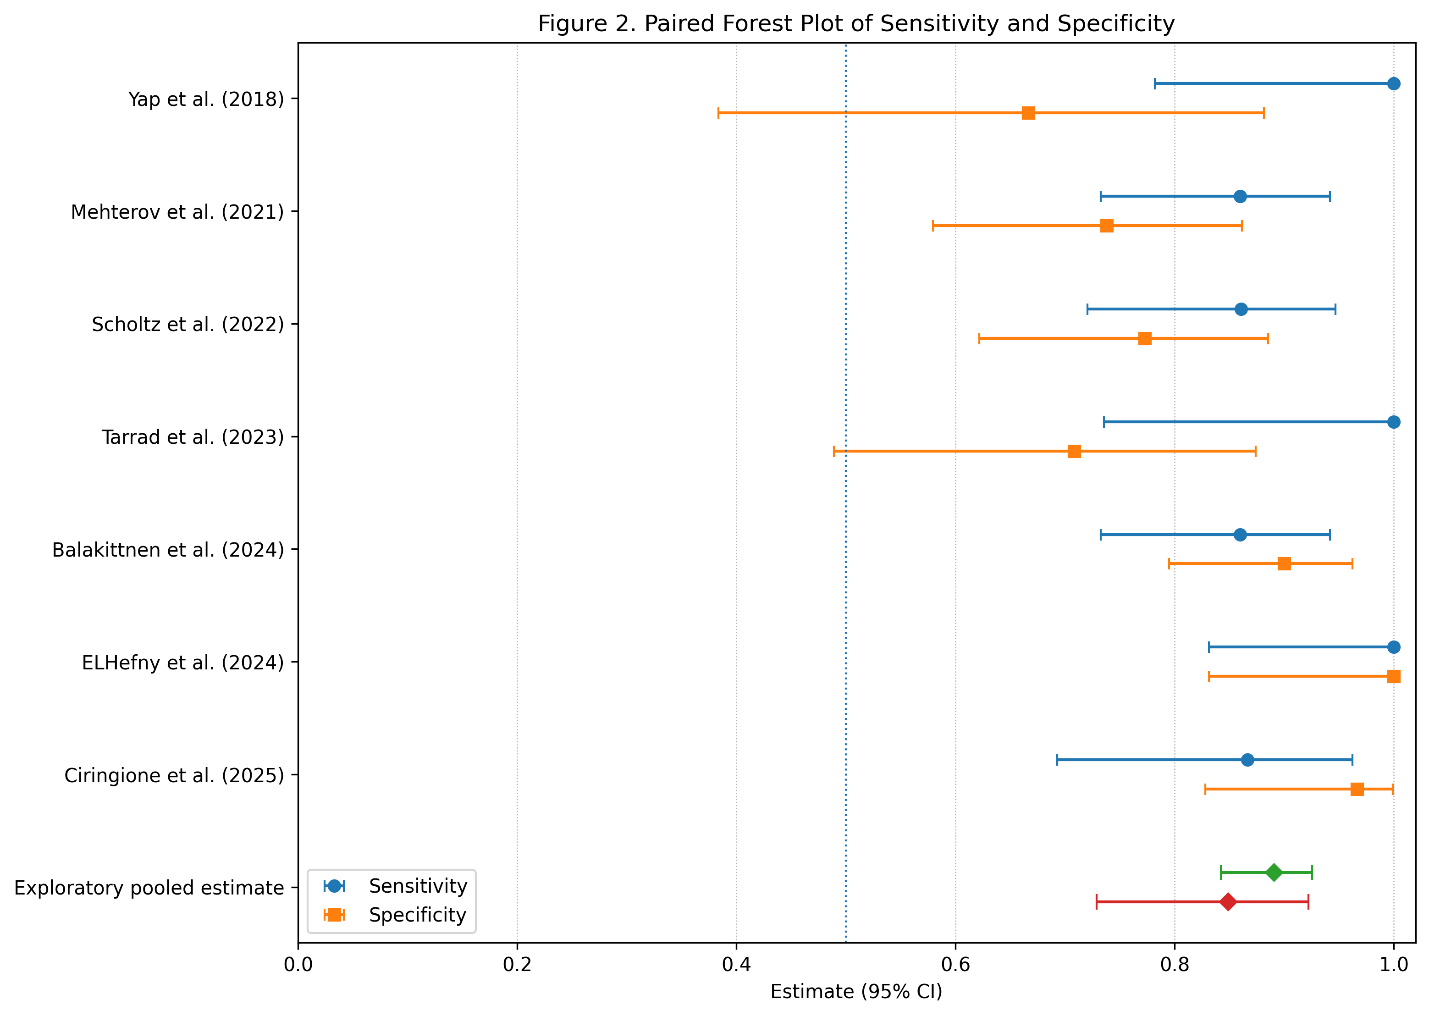 Figure 2. Paired Forest Plot of Sensitivity and Specificity
Yap et al. (2018)
Mehterov et al. (2021)
Scholtz et al. (2022)
Tarrad et al. (2023)
Balakittnen et al. (2024)
ELHefny et al. (2024)
Ciringione et al. (2025)
Exploratory pooled estimate
Sensitivity
Specificity
0.0 0.2 0.4 0.6 0.8 1.0
Estimate (95% CI)